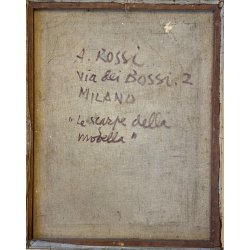 A. ROSSI
Via dei BOSSI. 2
MILANO
"Le scarpe della
modella"